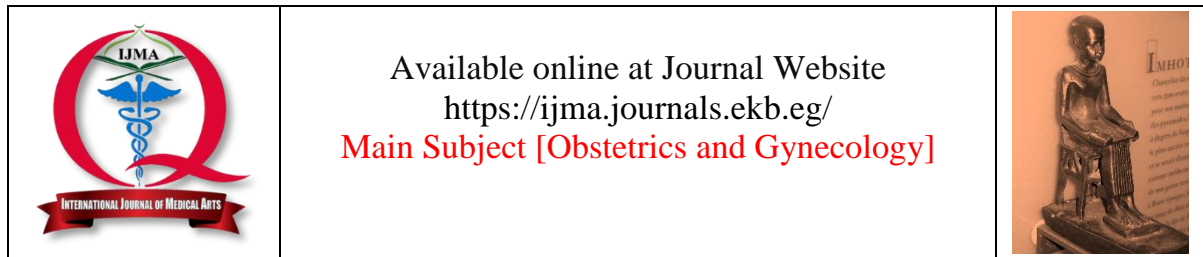 IJMA
INTERNATIONAL JOURNAL OF MEDICAL ARTS
Available online at Journal Website
https://ijma.journals.ekb.eg/
Main Subject [Obstetrics and Gynecology]
IMHOT